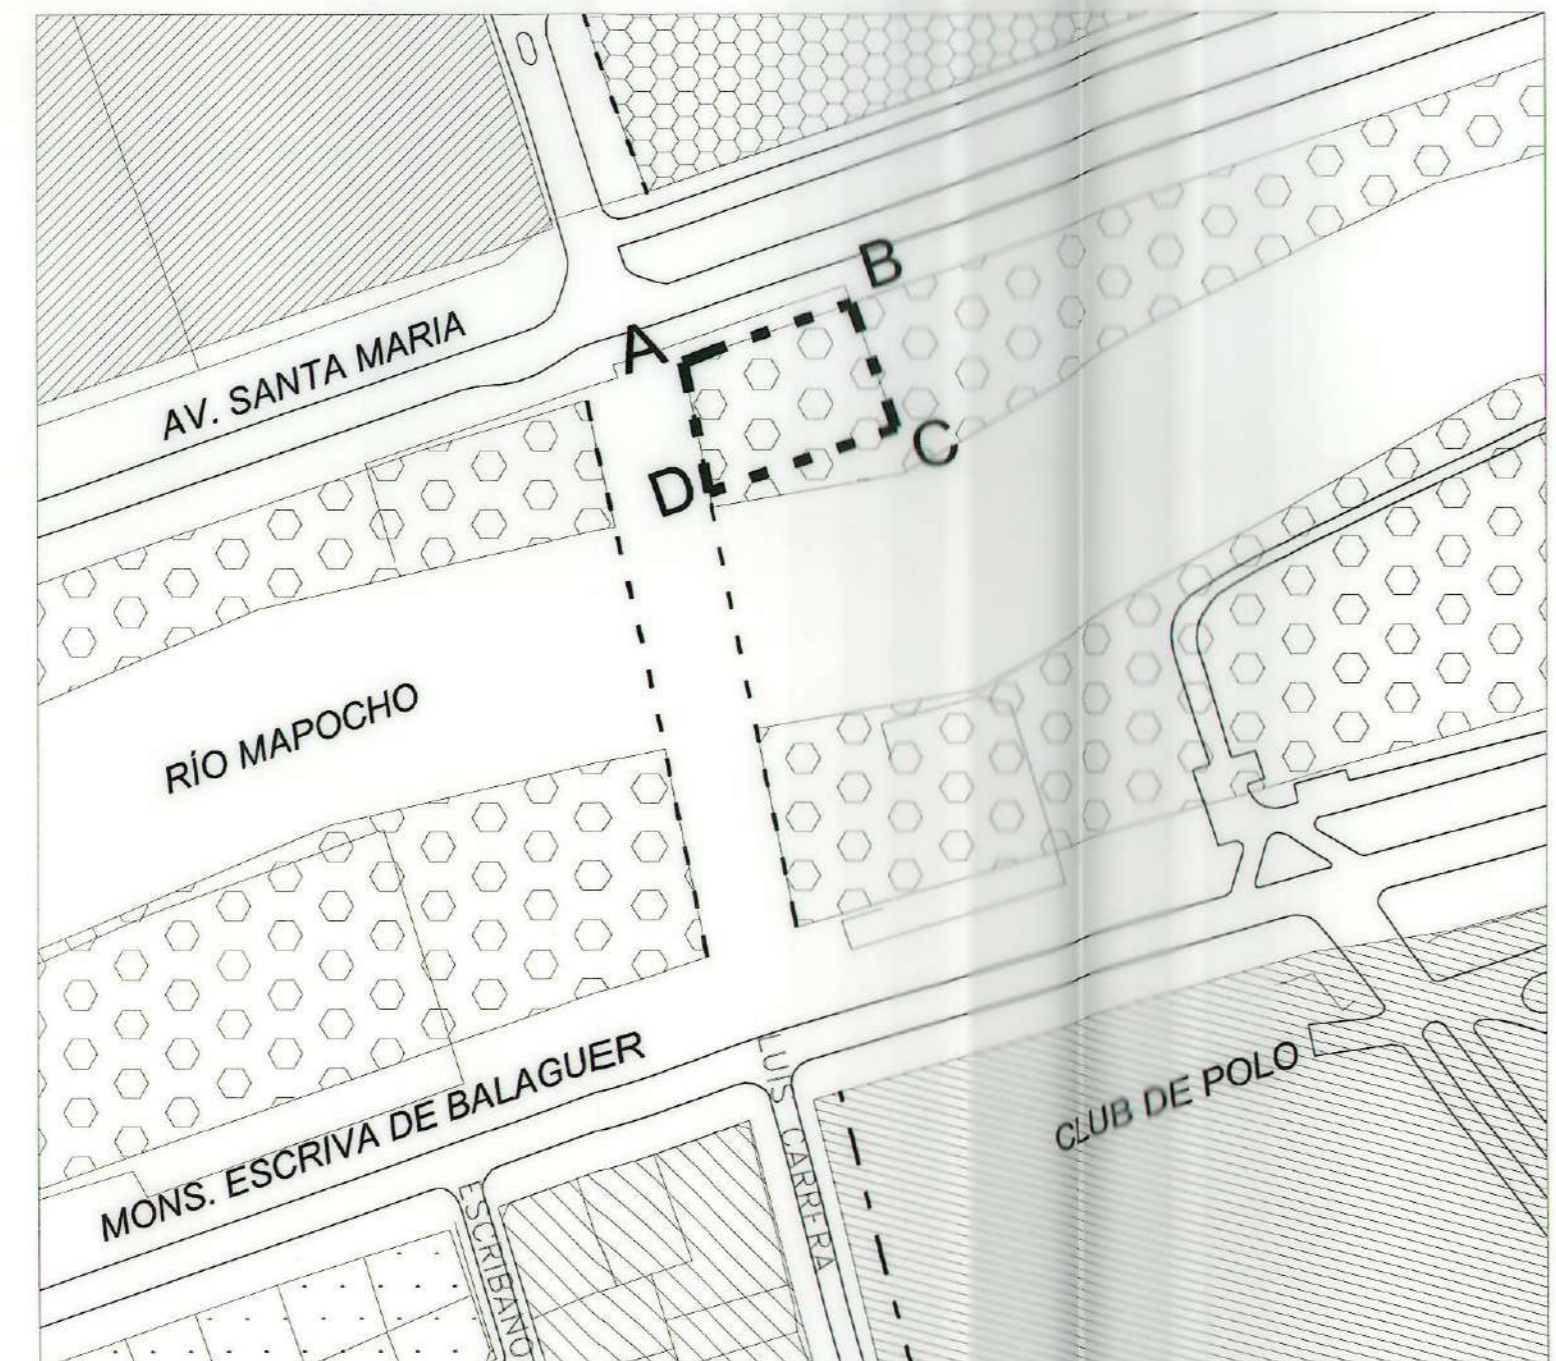 B
A
AV. SANTA MARIA
C
D
RÍO MAPOCHO
MONS. ESCRIVA DE BALAGUER
LUIS CARRERA
CLUB DE POLO
ESCRIBANO